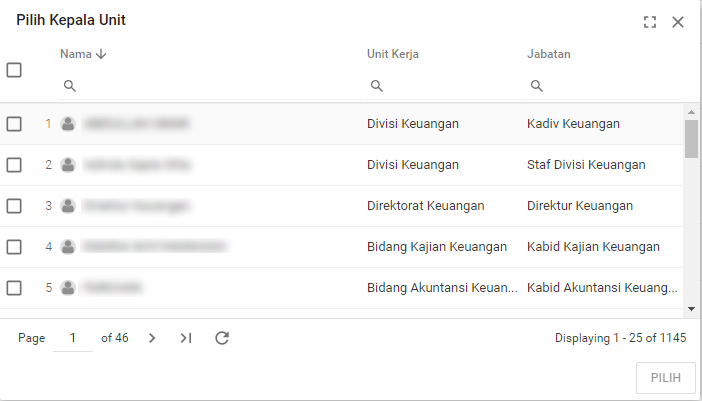 Pilih Kepala Unit
Nama Unit Kerja Jabatan
1 Divisi Keuangan Kadiv Keuangan
2 Divisi Keuangan Staf Divisi Keuangan
3 Direktorat Keuangan Direktur Keuangan
4 Bidang Kajian Keuangan Kabid Kajian Keuangan
5 Bidang Akuntansi Keuan... Kabid Akuntansi Keuang...
Page 1 of 46 Displaying 1 - 25 of 1145
PILIH